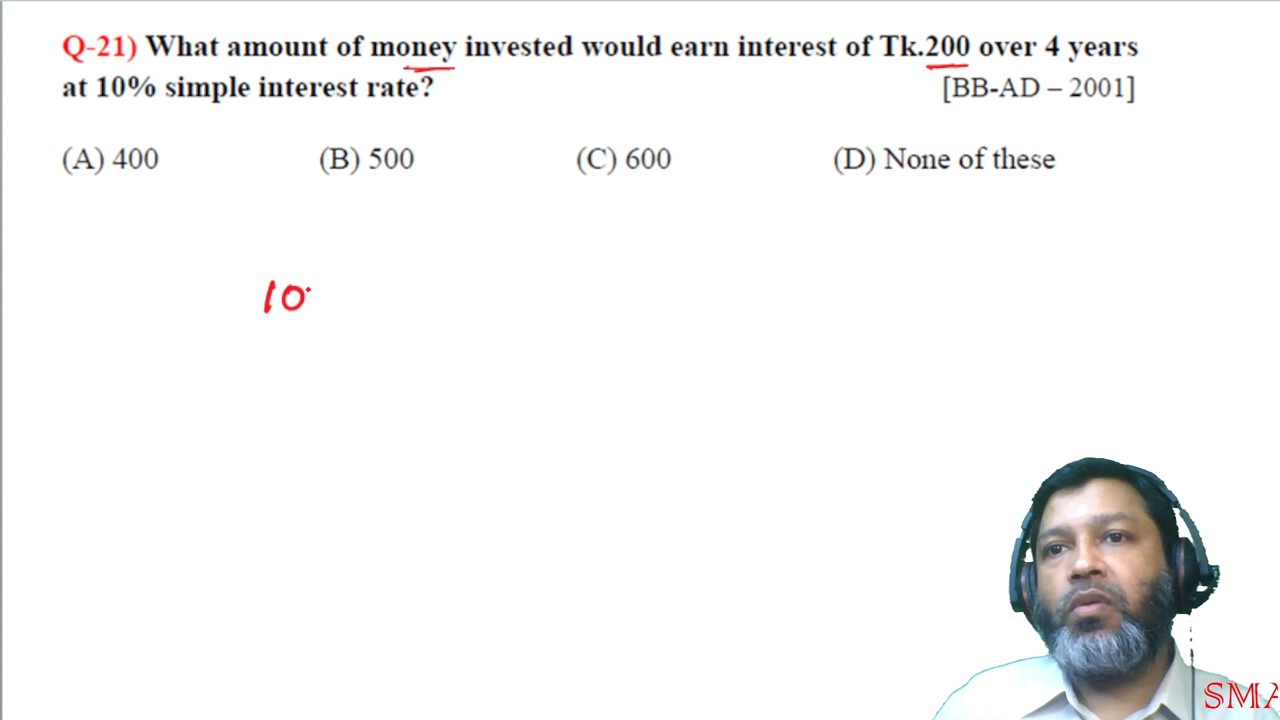 Q-21) What amount of money invested would earn interest of Tk.200 over 4 years
at 10% simple interest rate? [BB-AD – 2001]
(A) 400 (B) 500 (C) 600 (D) None of these
10
SMA